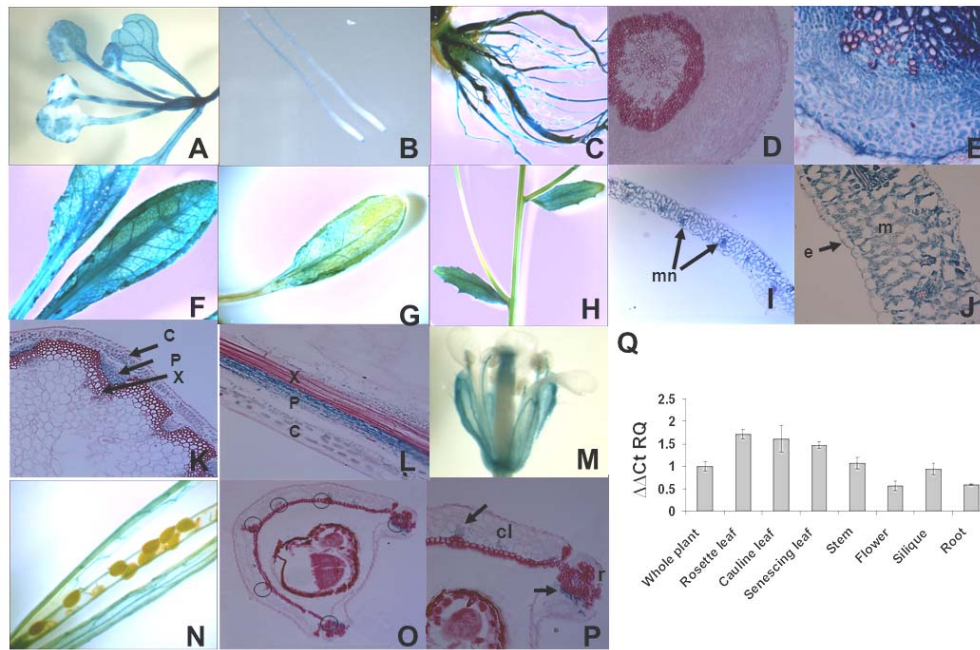 A
B
C
D
E
F
G
H
mn
I
e
m
J
C
P
X
K
X
P
C
L
M
N
O
cl
r
P
Q
ΔΔCt RQ
2.5
2
1.5
1
0.5
0
Whole plant
Rosette leaf
Cauline leaf
Senescing leaf
Stem
Flower
Silique
Root